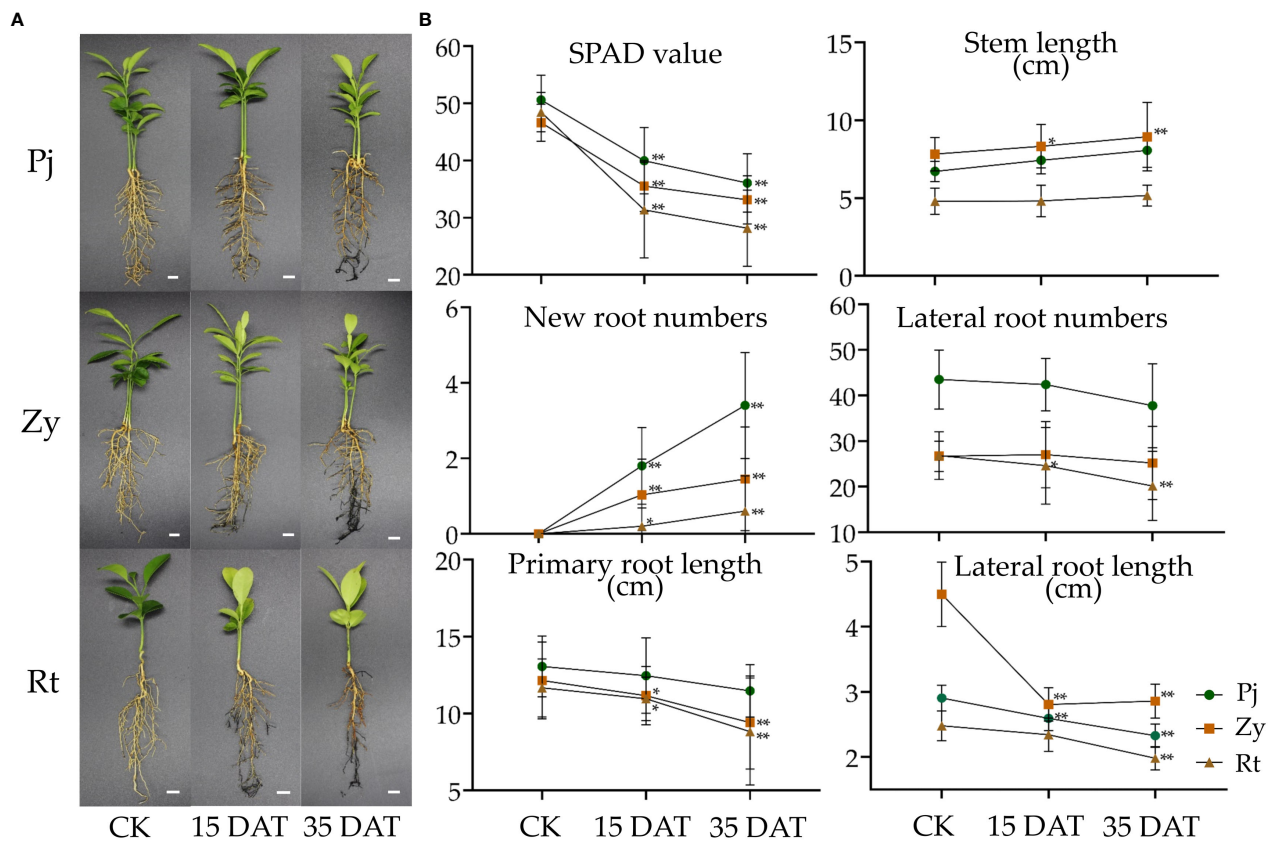 A
B
Pj
Zy
Rt
CK
15 DAT
35 DAT
SPAD value
60
50
40
30
20
**
**
**
**
**
**
Stem length
(cm)
15
10
5
0
*
**
New root numbers
6
4
2
0
**
**
*
**
**
**
Lateral root numbers
60
50
40
30
20
10
*
**
Primary root length
(cm)
20
15
10
5
*
*
**
**
CK
15 DAT
35 DAT
Lateral root length
(cm)
5
4
3
2
**
**
**
**
**
Pj
Zy
Rt
CK
15 DAT
35 DAT